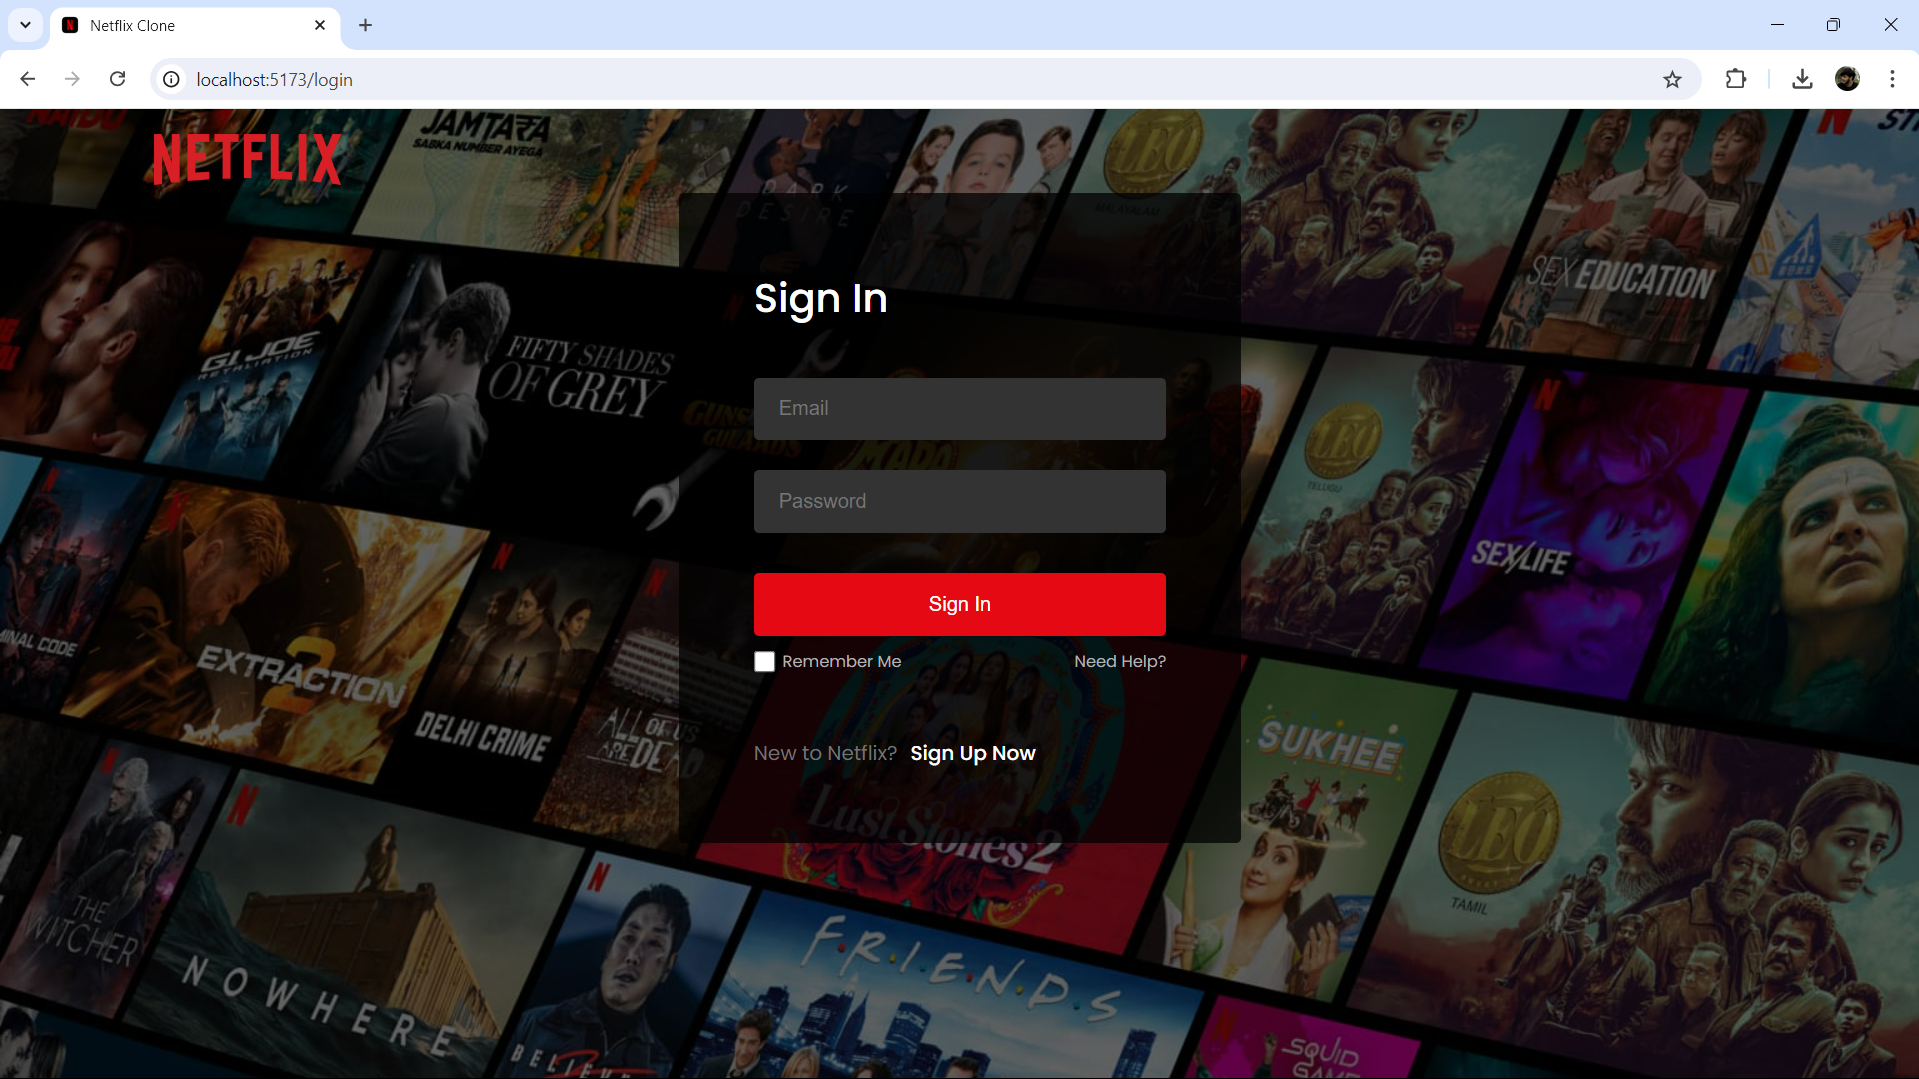 Netflix Clone
localhost:5173/login
NETFLIX
JAMTARA
SABKA NUMBER AYEGA
DARK
DESIRE
LEO
MALAYALAM
SEX EDUCATION
Sign In
G.I. JOE
RETALIATION
FIFTY SHADES
OF GREY
Email
GUNS &
GULAABS
LEO
TELUGU
Password
SEX/LIFE
Sign In
Remember Me
Need Help?
EXTRACTION
2
DELHI CRIME
ALL OF US
ARE DEAD
SUKHEE
New to Netflix? Sign Up Now
Lust Stories 2
LEO
TAMIL
THE
WITCHER
NOWHERE
F·R·I·E·N·D·S
SQUID